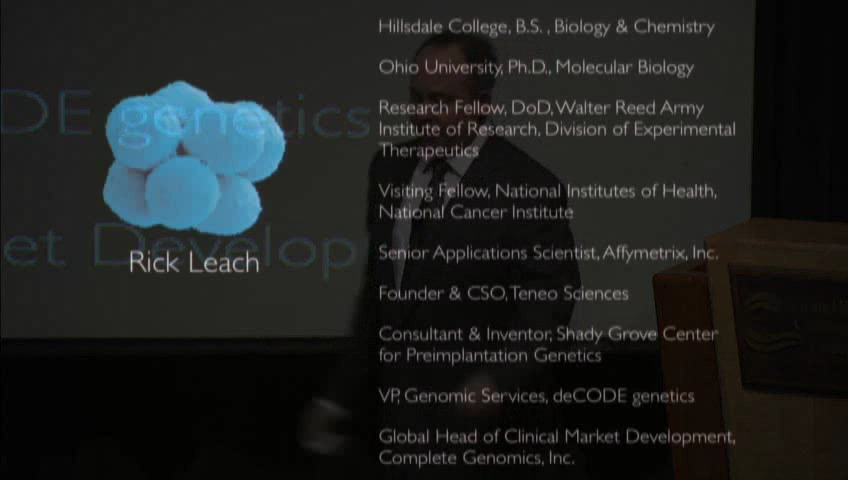 DE genetics
et Develop
Rick Leach
Hillsdale College, B.S. , Biology & Chemistry
Ohio University, Ph.D., Molecular Biology
Research Fellow, DoD, Walter Reed Army
Institute of Research, Division of Experimental
Therapeutics
Visiting Fellow, National Institutes of Health,
National Cancer Institute
Senior Applications Scientist, Affymetrix, Inc.
Founder & CSO, Teneo Sciences
Consultant & Inventor, Shady Grove Center
for Preimplantation Genetics
VP, Genomic Services, deCODE genetics
Global Head of Clinical Market Development,
Complete Genomics, Inc.